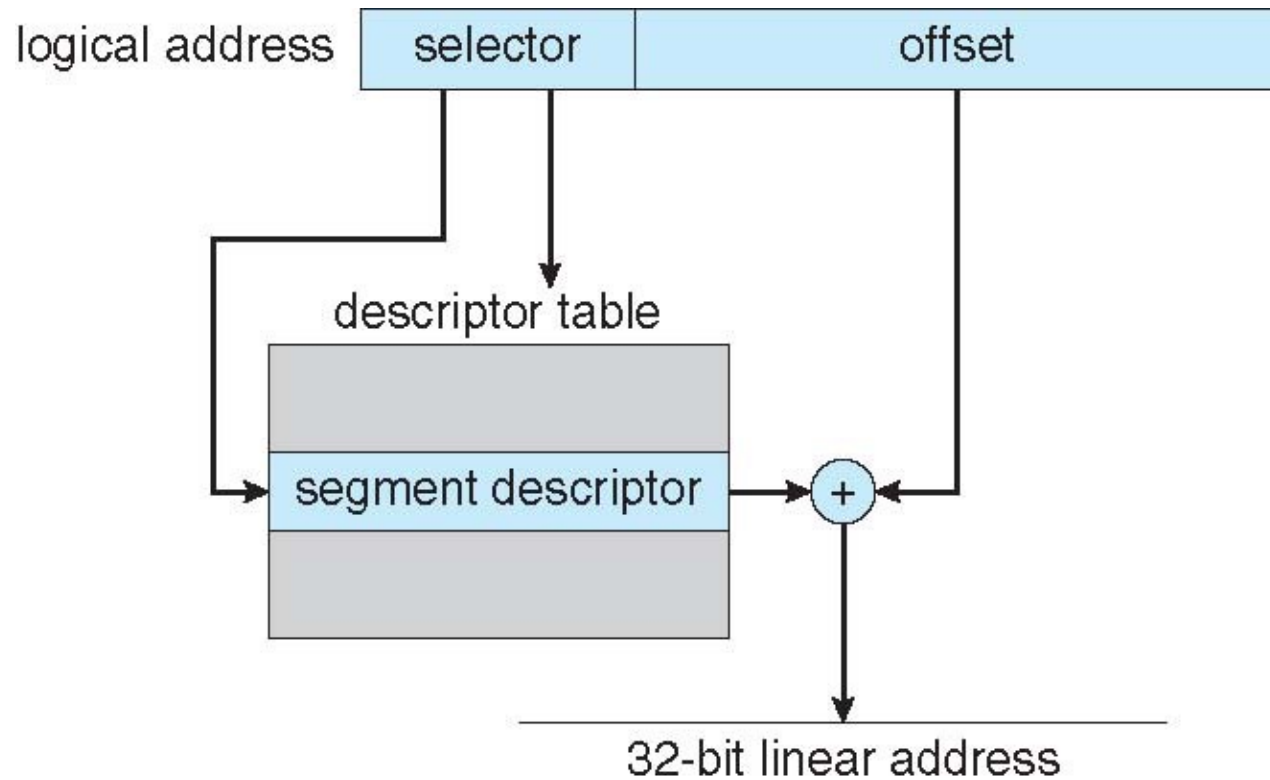 logical address selector offset
descriptor table
segment descriptor +
32-bit linear address